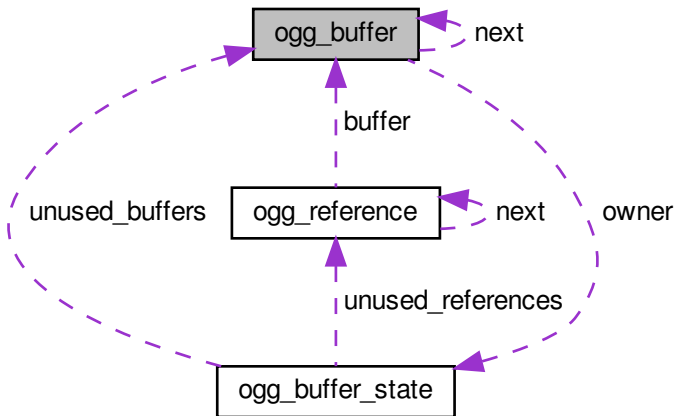 ogg_buffer
next
buffer
unused_buffers
ogg_reference
next
owner
unused_references
ogg_buffer_state